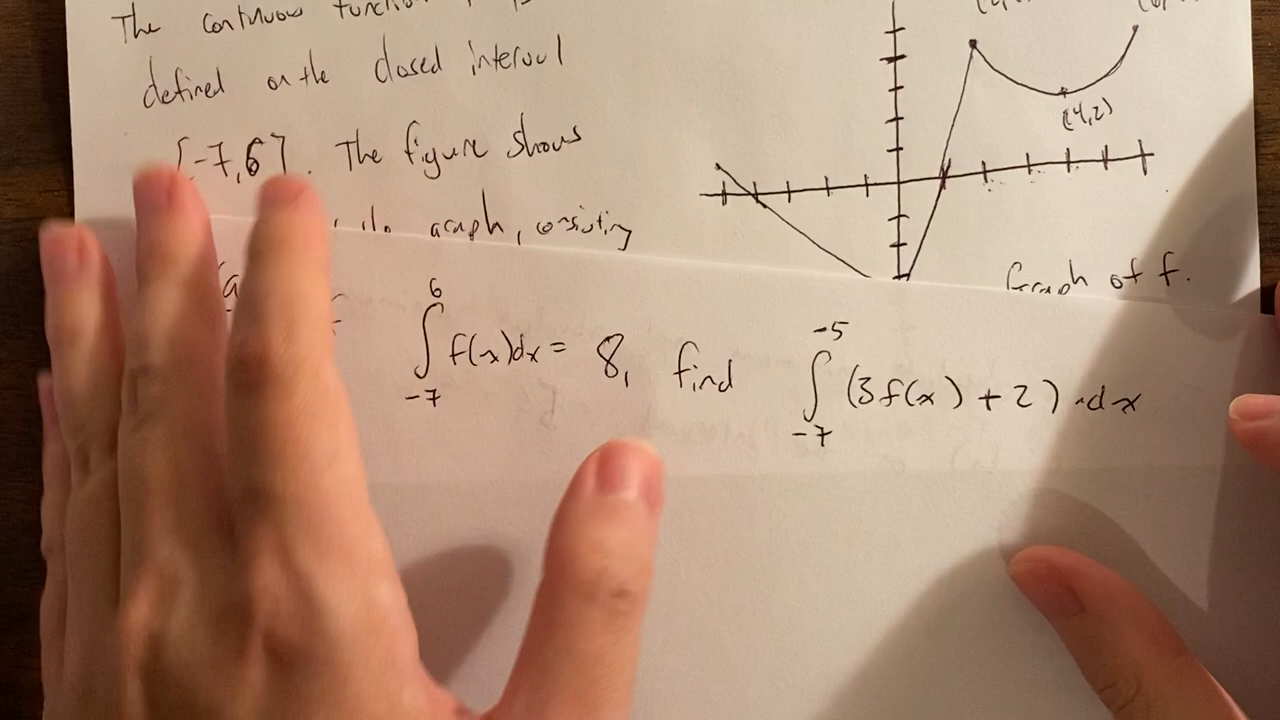 The continuous
defined on the closed interval
[-7,6]. The figure shows
graph, consisting
(4,2)
Graph of f.
(a
∫_{-7}^{6} f(x)dx = 8, find ∫_{-7}^{-5} (3f(x) + 2) dx